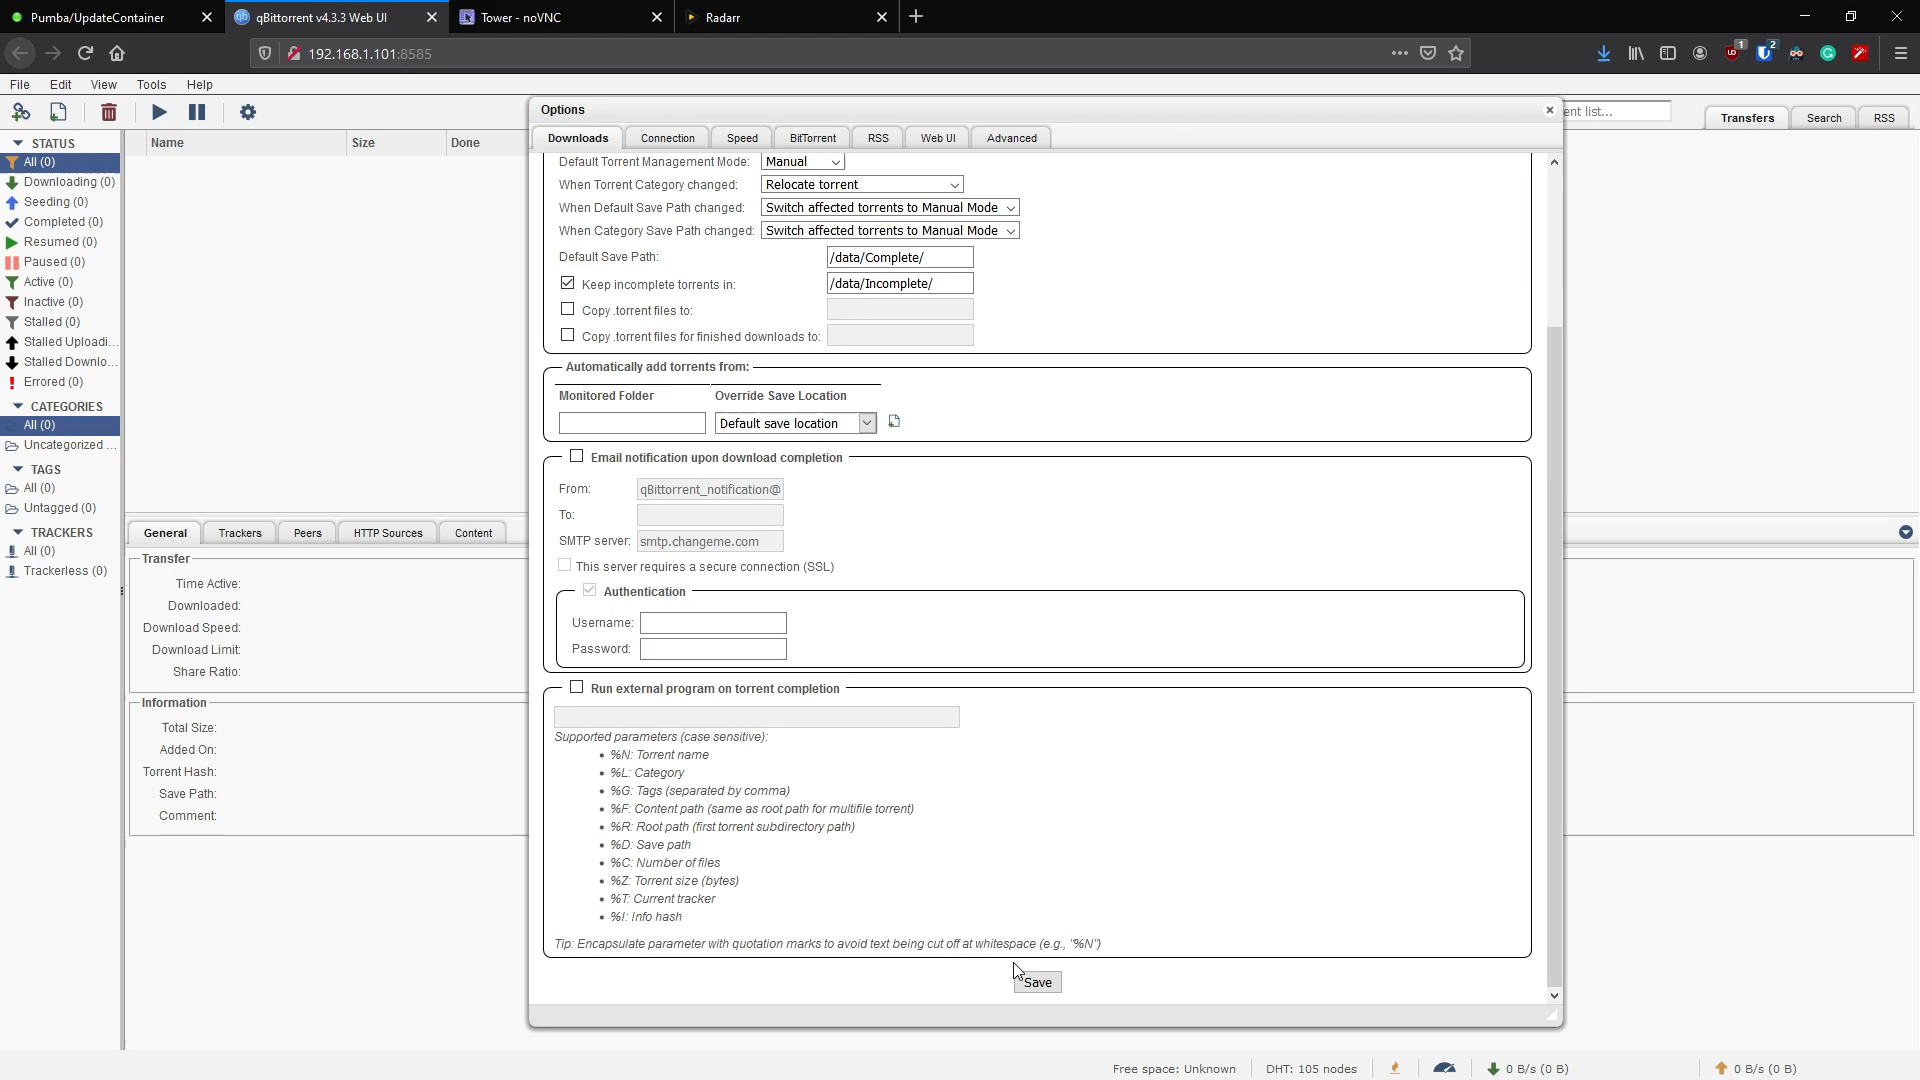 Pumba/UpdateContainer
qBittorrent v4.3.3 Web UI
Tower - noVNC
Radarr
192.168.1.101:8585
1
2
File Edit View Tools Help
Options
ent list...
Transfers Search RSS
STATUS
All (0)
Downloading (0)
Seeding (0)
Completed (0)
Resumed (0)
Paused (0)
Active (0)
Inactive (0)
Stalled (0)
Stalled Uploadi...
Stalled Downlo...
Errored (0)
CATEGORIES
All (0)
Uncategorized ...
TAGS
All (0)
Untagged (0)
TRACKERS
All (0)
Trackerless (0)
Name Size Done
General Trackers Peers HTTP Sources Content
Transfer
Time Active:
Downloaded:
Download Speed:
Download Limit:
Share Ratio:
Information
Total Size:
Added On:
Torrent Hash:
Save Path:
Comment:
Downloads Connection Speed BitTorrent RSS Web UI Advanced
Default Torrent Management Mode: Manual
When Torrent Category changed: Relocate torrent
When Default Save Path changed: Switch affected torrents to Manual Mode
When Category Save Path changed: Switch affected torrents to Manual Mode
Default Save Path: /data/Complete/
Keep incomplete torrents in: /data/Incomplete/
Copy .torrent files to:
Copy .torrent files for finished downloads to:
Automatically add torrents from:
Monitored Folder Override Save Location
Default save location
Email notification upon download completion
From: qBittorrent_notification@
To:
SMTP server: smtp.changeme.com
This server requires a secure connection (SSL)
Authentication
Username:
Password:
Run external program on torrent completion
Supported parameters (case sensitive):
• %N: Torrent name
• %L: Category
• %G: Tags (separated by comma)
• %F: Content path (same as root path for multifile torrent)
• %R: Root path (first torrent subdirectory path)
• %D: Save path
• %C: Number of files
• %Z: Torrent size (bytes)
• %T: Current tracker
• %I: Info hash
Tip: Encapsulate parameter with quotation marks to avoid text being cut off at whitespace (e.g., "%N")
Save
Free space: Unknown DHT: 105 nodes 0 B/s (0 B) 0 B/s (0 B)